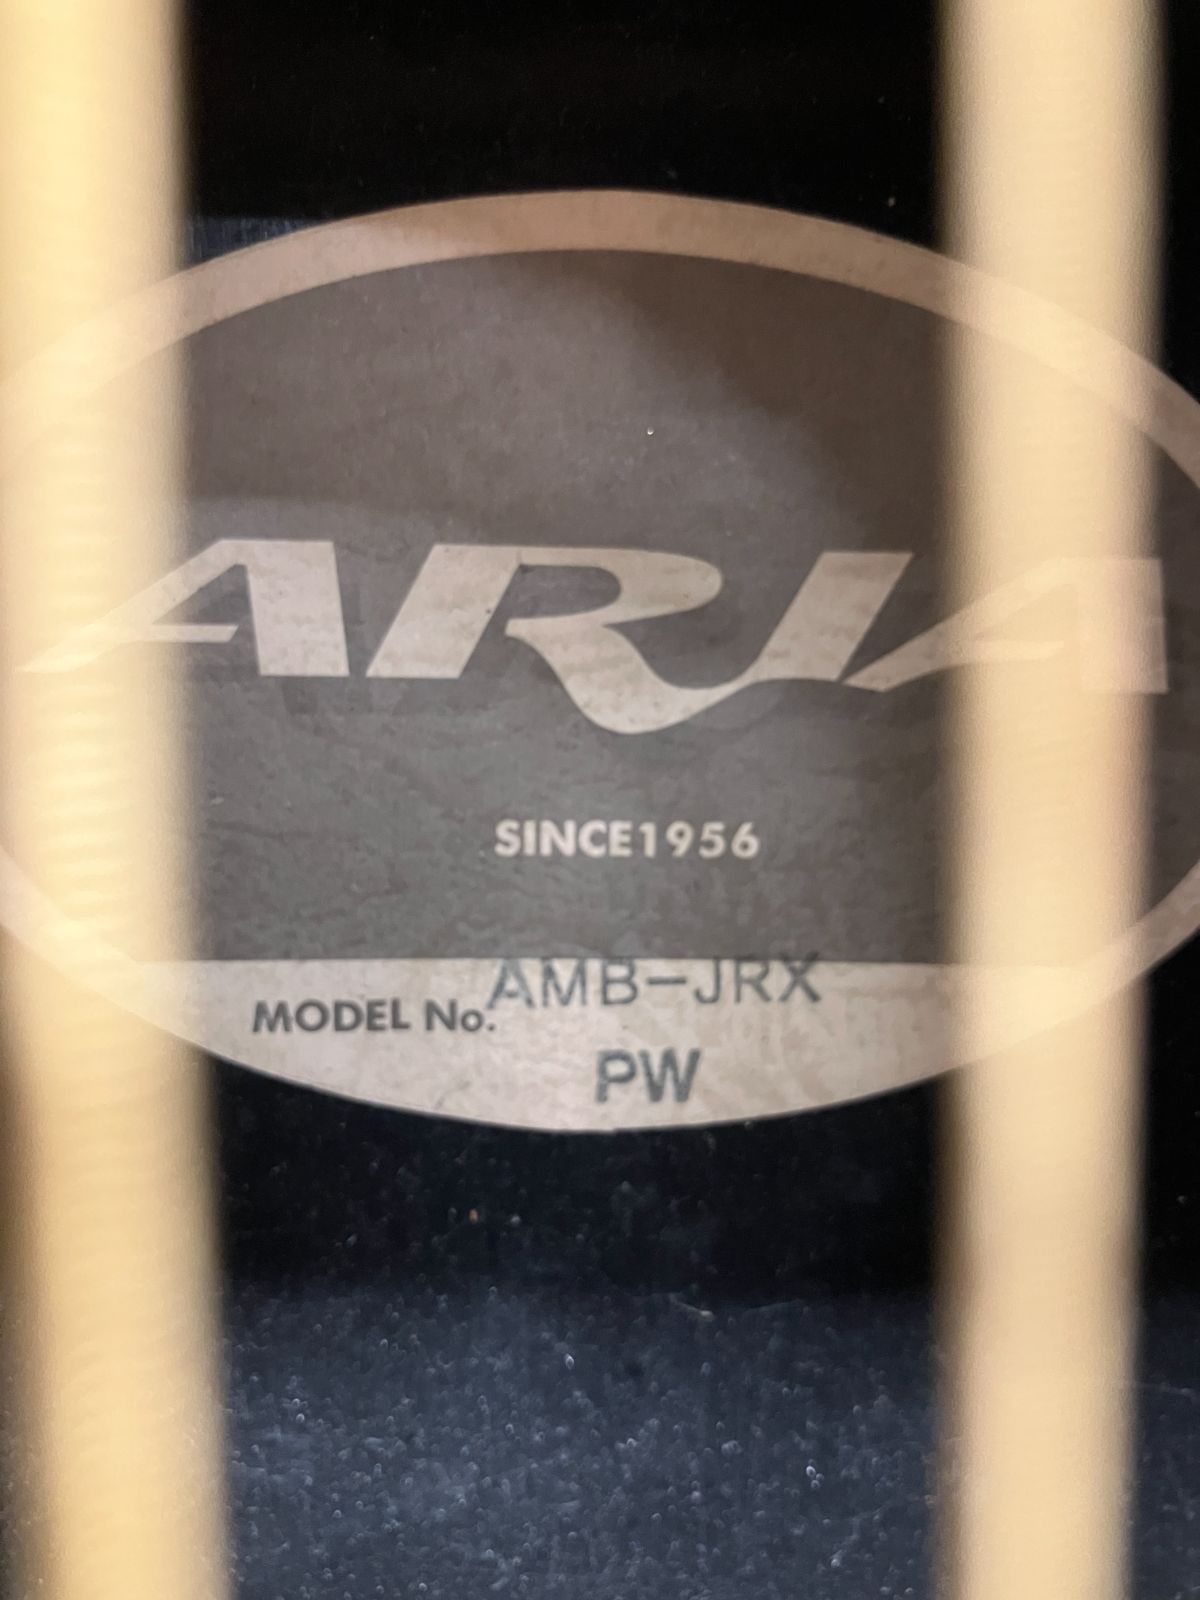 ARIA
SINCE1956
MODEL No. AMB-JRX
PW